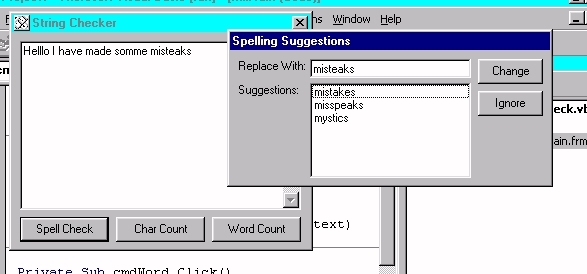 String Checker
ns Window Help
Helllo I have made somme misteaks
Spelling Suggestions
Replace With: misteaks
Change
Suggestions:
mistakes
misspeaks
mystics
Ignore
eck.vb
ain.frm
Spell Check Char Count Word Count
text)
Private Sub cmdWord_Click()